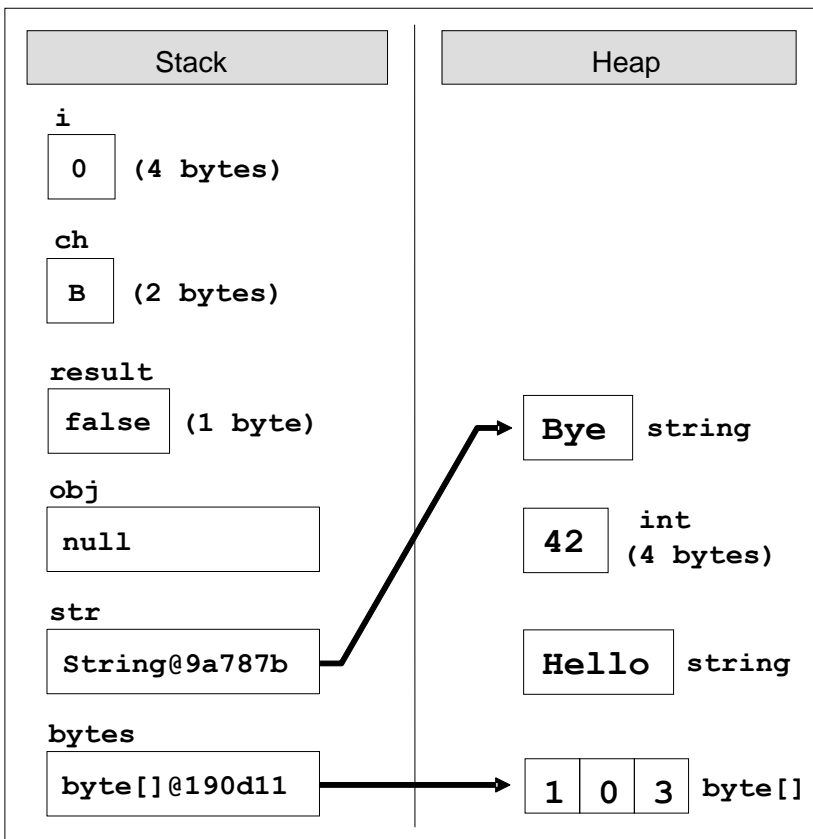 Stack
Heap
i
0 (4 bytes)
ch
B (2 bytes)
result
false (1 byte)
obj
null
str
String@9a787b
bytes
byte[]@190d11
Bye string
42 int
(4 bytes)
Hello string
1 0 3 byte[]